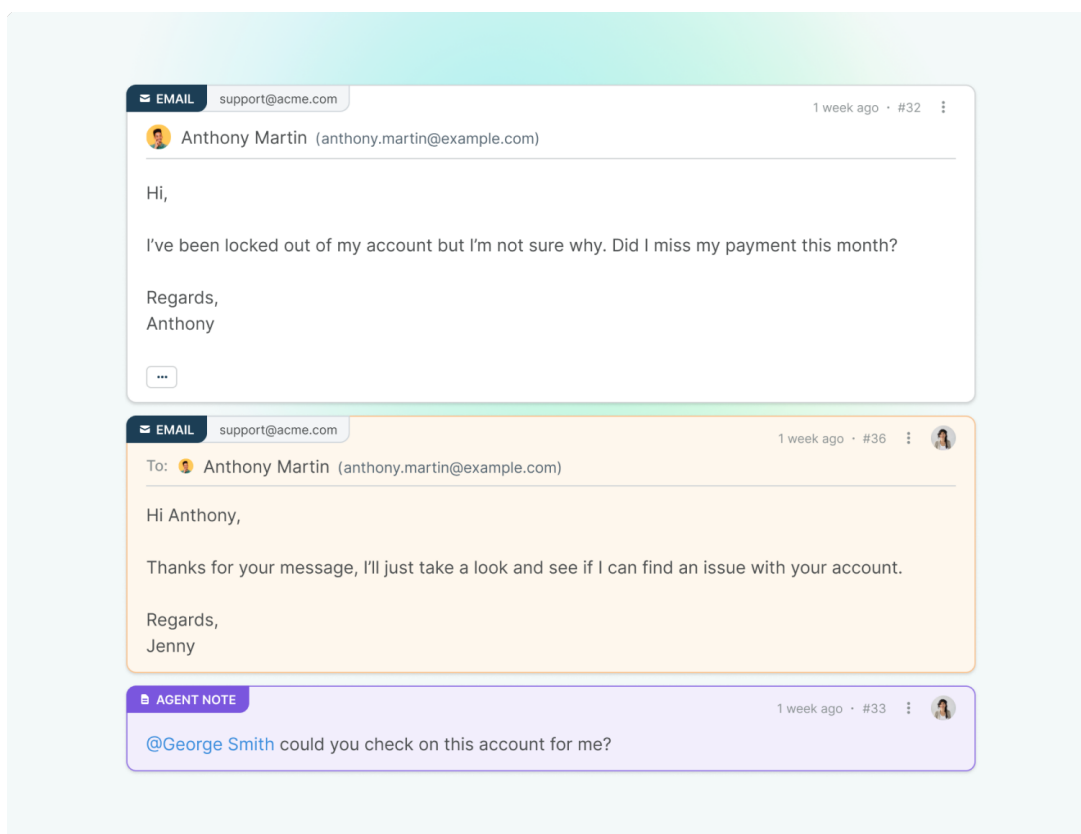 EMAIL support@acme.com
1 week ago · #32
Anthony Martin (anthony.martin@example.com)
Hi,
I’ve been locked out of my account but I’m not sure why. Did I miss my payment this month?
Regards,
Anthony
...
EMAIL support@acme.com
1 week ago · #36
To: Anthony Martin (anthony.martin@example.com)
Hi Anthony,
Thanks for your message, I’ll just take a look and see if I can find an issue with your account.
Regards,
Jenny
AGENT NOTE
1 week ago · #33
@George Smith could you check on this account for me?